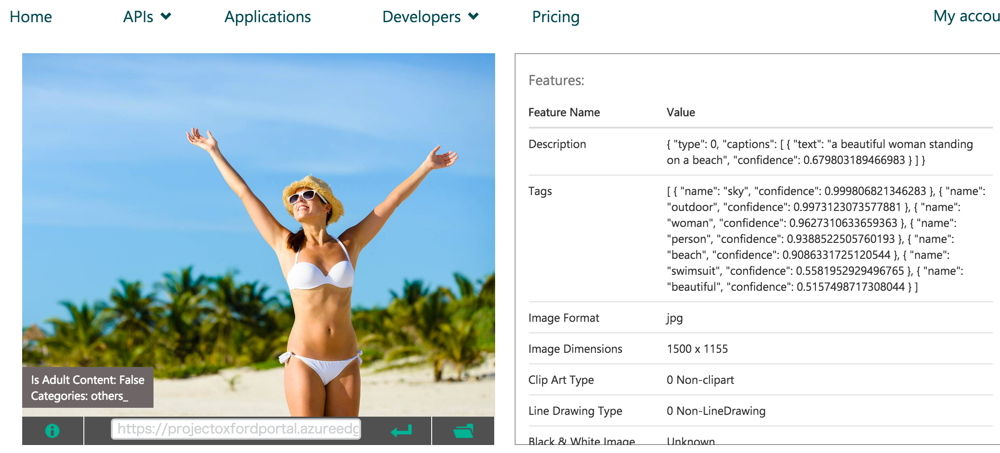 Home APIs Applications Developers Pricing My accou
Is Adult Content: False
Categories: others_
https://projectoxfordportal.azureedg
Features:
Feature Name Value
Description { "type": 0, "captions": [ { "text": "a beautiful woman standing
on a beach", "confidence": 0.679803189466983 } ] }
Tags [ { "name": "sky", "confidence": 0.999806821346283 }, { "name":
"outdoor", "confidence": 0.9973123073577881 }, { "name":
"woman", "confidence": 0.9627310633659363 }, { "name":
"person", "confidence": 0.9388522505760193 }, { "name":
"beach", "confidence": 0.9086331725120544 }, { "name":
"swimsuit", "confidence": 0.5581952929496765 }, { "name":
"beautiful", "confidence": 0.5157498717308044 } ]
Image Format jpg
Image Dimensions 1500 x 1155
Clip Art Type 0 Non-clipart
Line Drawing Type 0 Non-LineDrawing
Black & White Image Unknown